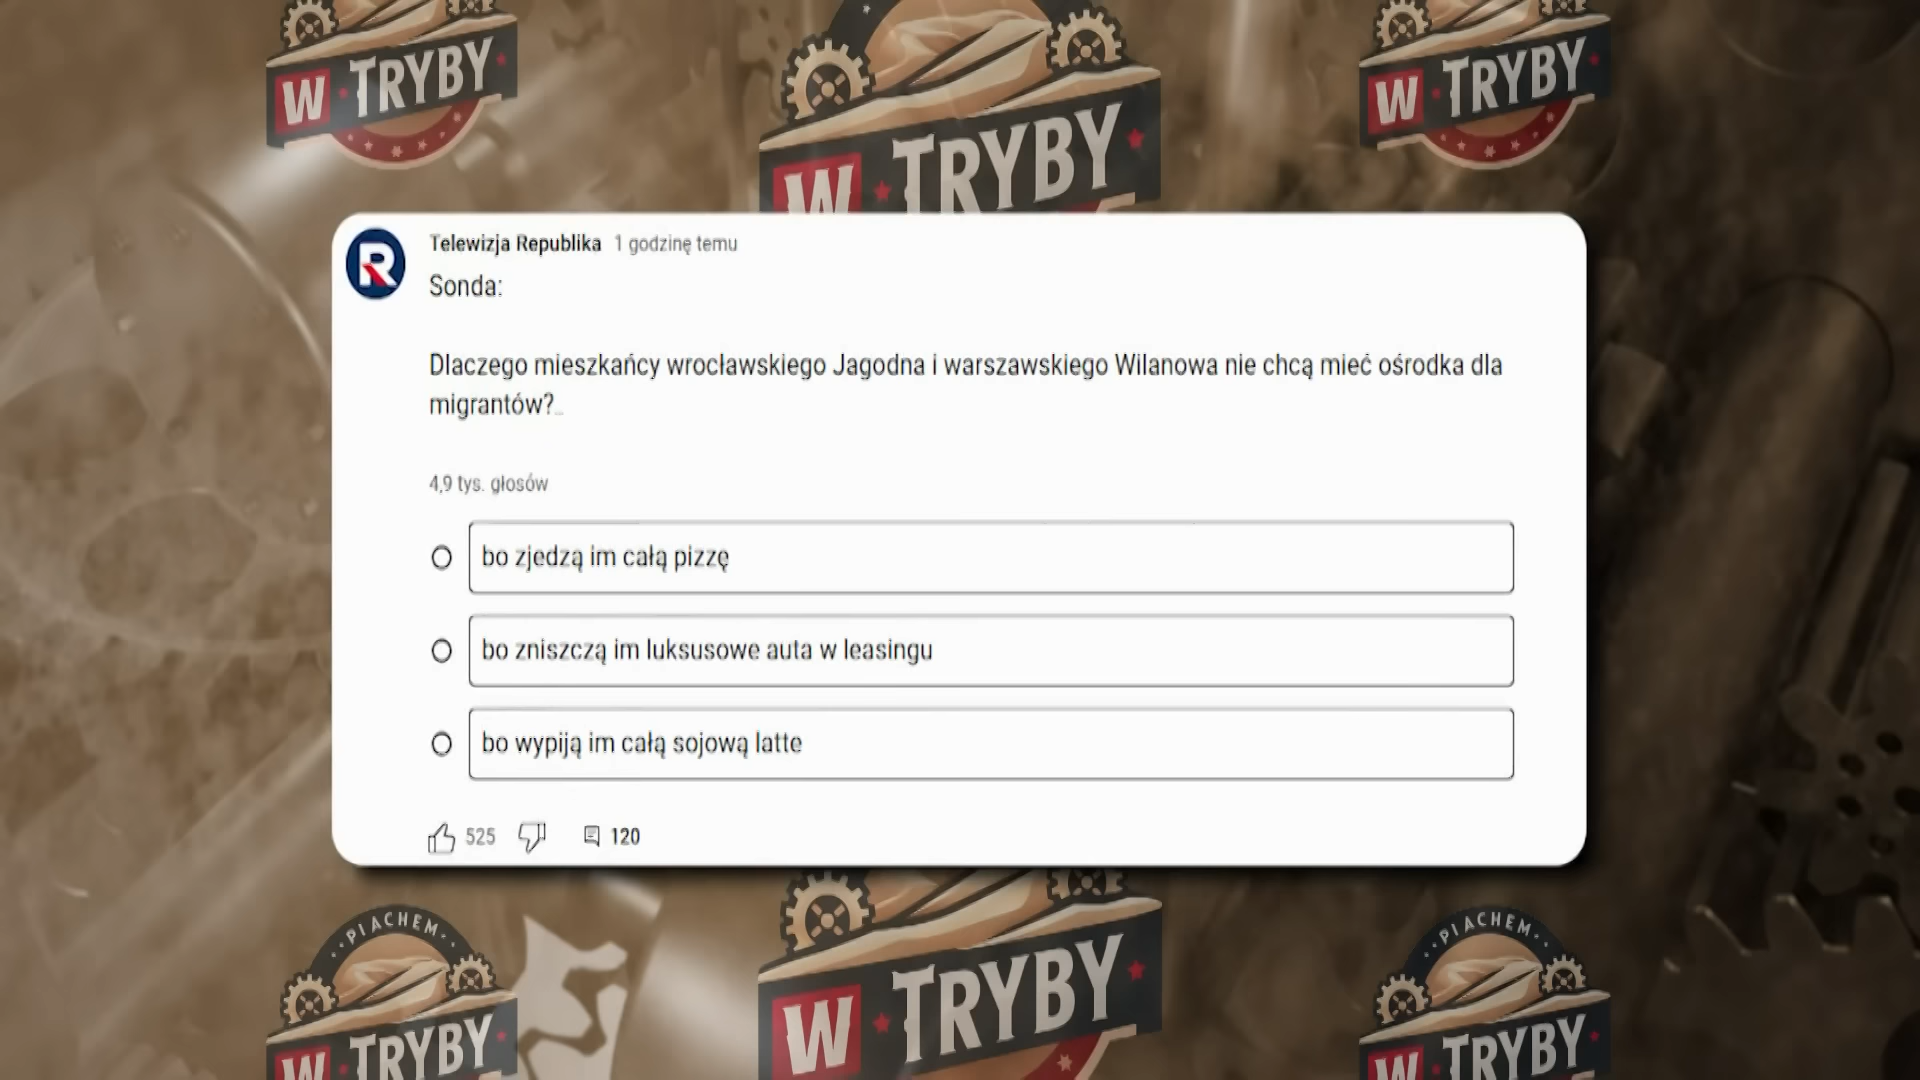 W TRYBY
W TRYBY
W TRYBY
Telewizja Republika 1 godzinę temu
Sonda:
Dlaczego mieszkańcy wrocławskiego Jagodna i warszawskiego Wilanowa nie chcą mieć ośrodka dla
migrantów?
4,9 tys. głosów
bo zjedzą im całą pizzę
bo zniszczą im luksusowe auta w leasingu
bo wypiją im całą sojową latte
525 120
PIACHEM
W TRYBY
W TRYBY
PIACHEM
W TRYBY